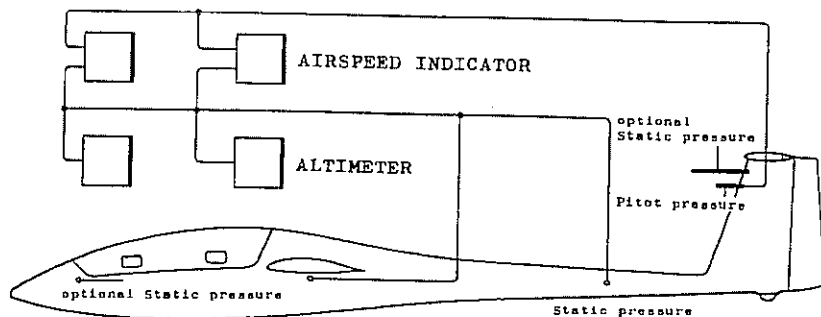 AIRSPEED INDICATOR
optional
Static pressure
ALTIMETER
Pitot pressure
optional Static pressure
Static pressure